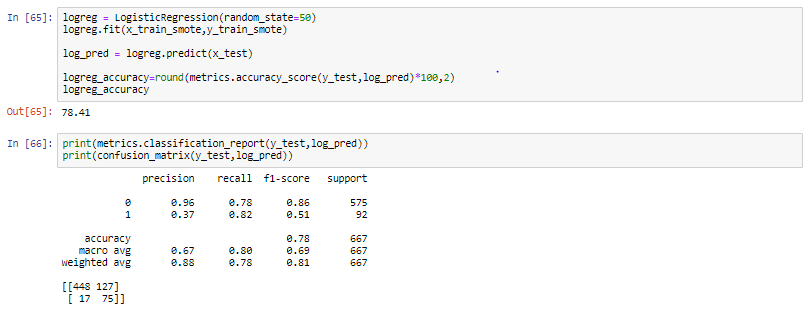 In [65]: logreg = LogisticRegression(random_state=50)
logreg.fit(x_train_smote,y_train_smote)
log_pred = logreg.predict(x_test)
logreg_accuracy=round(metrics.accuracy_score(y_test,log_pred)*100,2)
logreg_accuracy
Out[65]: 78.41
In [66]: print(metrics.classification_report(y_test,log_pred))
print(confusion_matrix(y_test,log_pred))
precision recall f1-score support
0 0.96 0.78 0.86 575
1 0.37 0.82 0.51 92
accuracy 0.78 667
macro avg 0.67 0.80 0.69 667
weighted avg 0.88 0.78 0.81 667
[[448 127]
[ 17 75]]